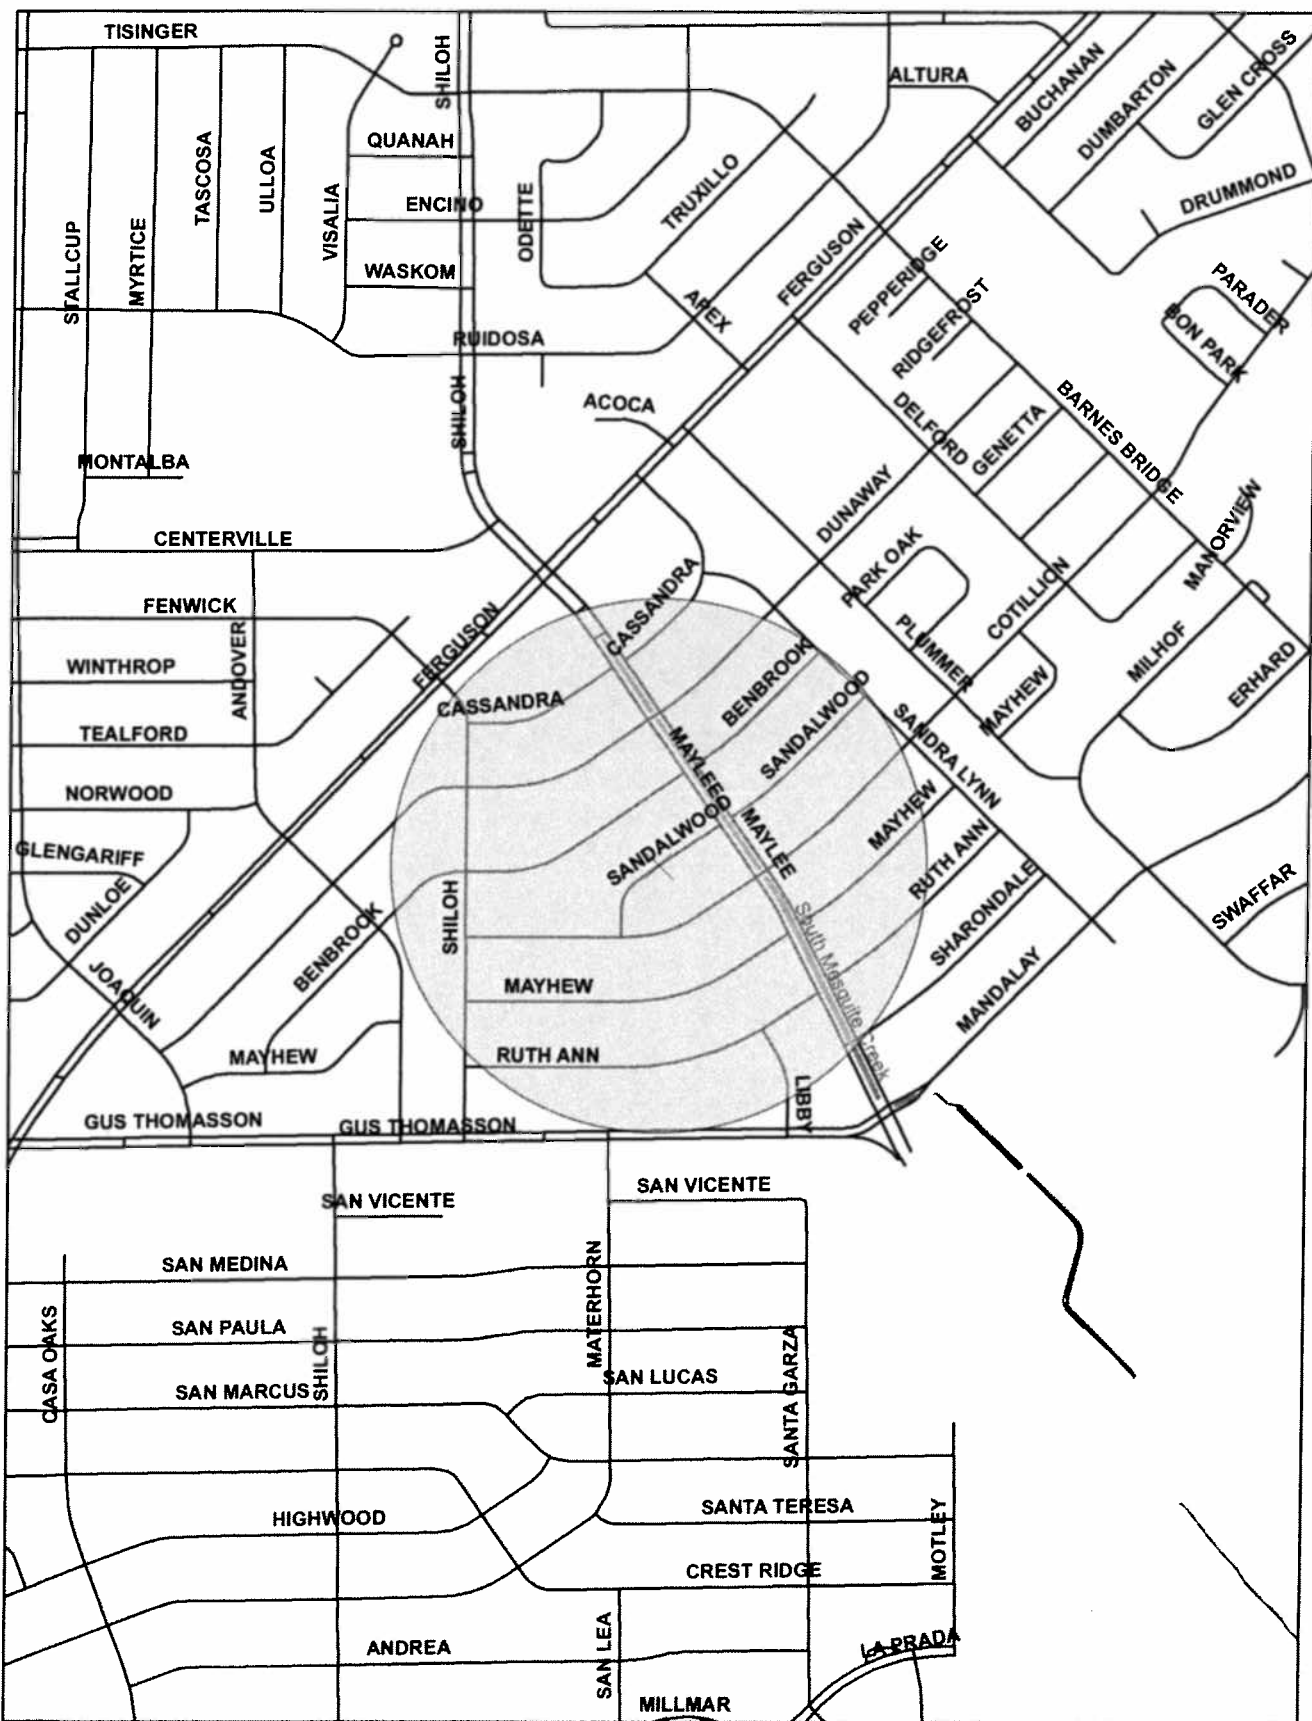 TISINGER
SHILOH
ALTURA
BUCHANAN
DUMBARTON
GLEN CROSS
QUANAH
TASCOSA
ULLOA
VISALIA
ENCINO
ODETTE
TRUXILLO
DRUMMOND
STALLCUP
MYRTICE
WASKOM
FERGUSON
PEPPERIDGE
APEX
RIDGEFROST
PARADER
BON PARK
RUIDOSA
SHILOH
ACOCA
DELFORD
GENETTA
BARNES BRIDGE
MONTALBA
DUNAWAY
MANORVIEW
CENTERVILLE
PARK OAK
CASSANDRA
COTILLION
FENWICK
FERGUSON
PLUMMER
MILHOF
WINTHROP
ANDOVER
BENBROOK
MAYHEW
ERHARD
CASSANDRA
SANDALWOOD
SANDRA LYNN
TEALFORD
MAYLEEO
NORWOOD
SANDALWOOD
MAYLEE
MAYHEW
GLENGARIFF
RUTH ANN
DUNLOE
SHILOH
SHARONDALE
SWAFFAR
BENBROOK
JOAQUIN
South Mesquite Creek
MANDALAY
MAYHEW
MAYHEW
RUTH ANN
LIBBY
GUS THOMASSON
GUS THOMASSON
SAN VICENTE
SAN VICENTE
SAN MEDINA
MATERHORN
CASA OAKS
SAN PAULA
SHILOH
SAN MARCUS
SAN LUCAS
SANTA GARZA
HIGHWOOD
SANTA TERESA
MOTLEY
CREST RIDGE
ANDREA
SAN LEA
LA PRADA
MILLMAR